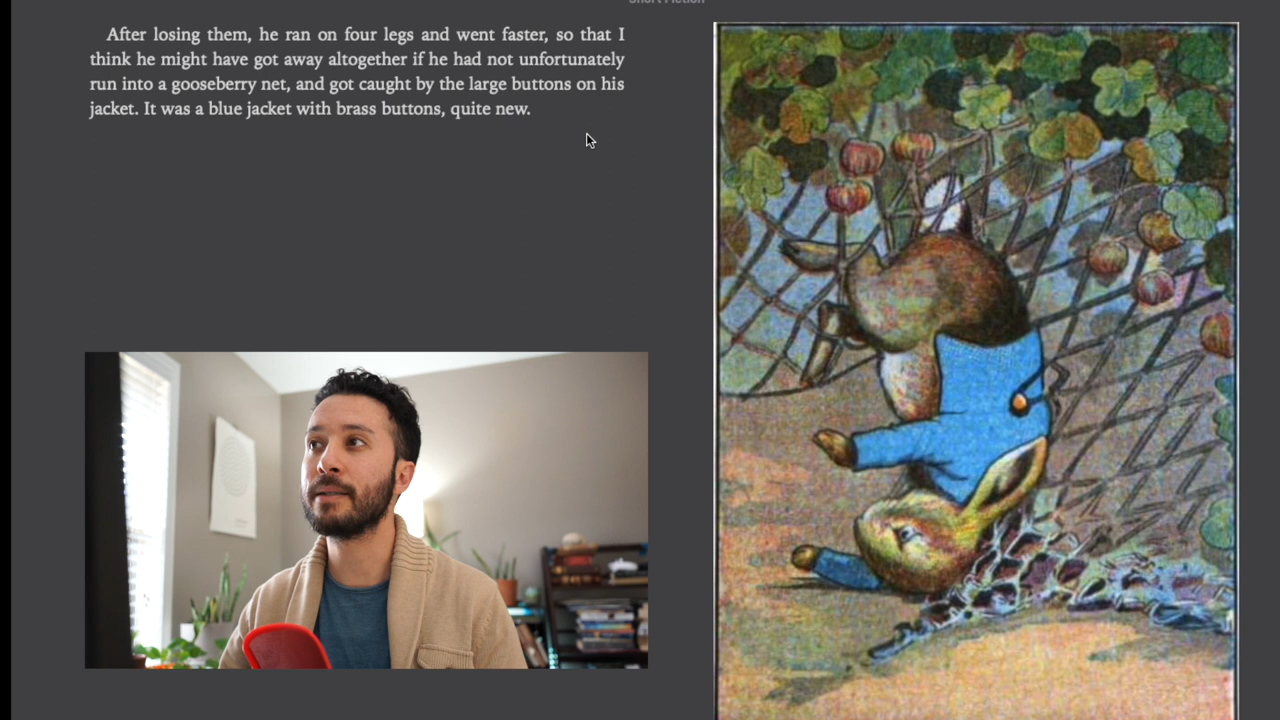 Short Fiction
After losing them, he ran on four legs and went faster, so that I
think he might have got away altogether if he had not unfortunately
run into a gooseberry net, and got caught by the large buttons on his
jacket. It was a blue jacket with brass buttons, quite new.